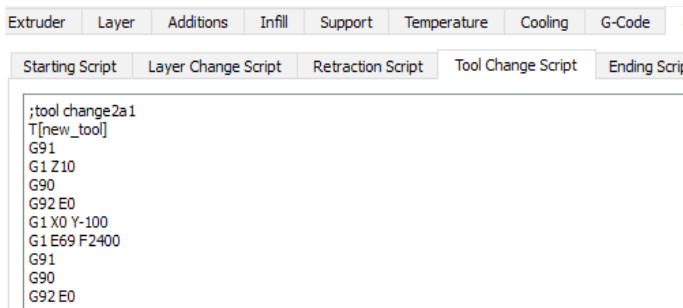 Extruder Layer Additions Infill Support Temperature Cooling G-Code
Starting Script Layer Change Script Retraction Script Tool Change Script Ending
;tool change2a1
T[new_tool]
G91
G1 Z10
G90
G92 E0
G1 X0 Y-100
G1 E69 F2400
G91
G90
G92 E0